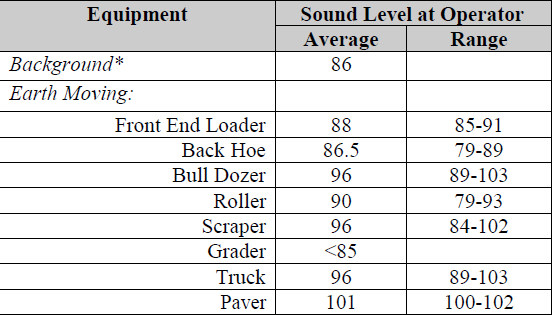 Equipment Sound Level at Operator
Average Range
Background* 86
Earth Moving:
Front End Loader 88 85-91
Back Hoe 86.5 79-89
Bull Dozer 96 89-103
Roller 90 79-93
Scraper 96 84-102
Grader <85
Truck 96 89-103
Paver 101 100-102